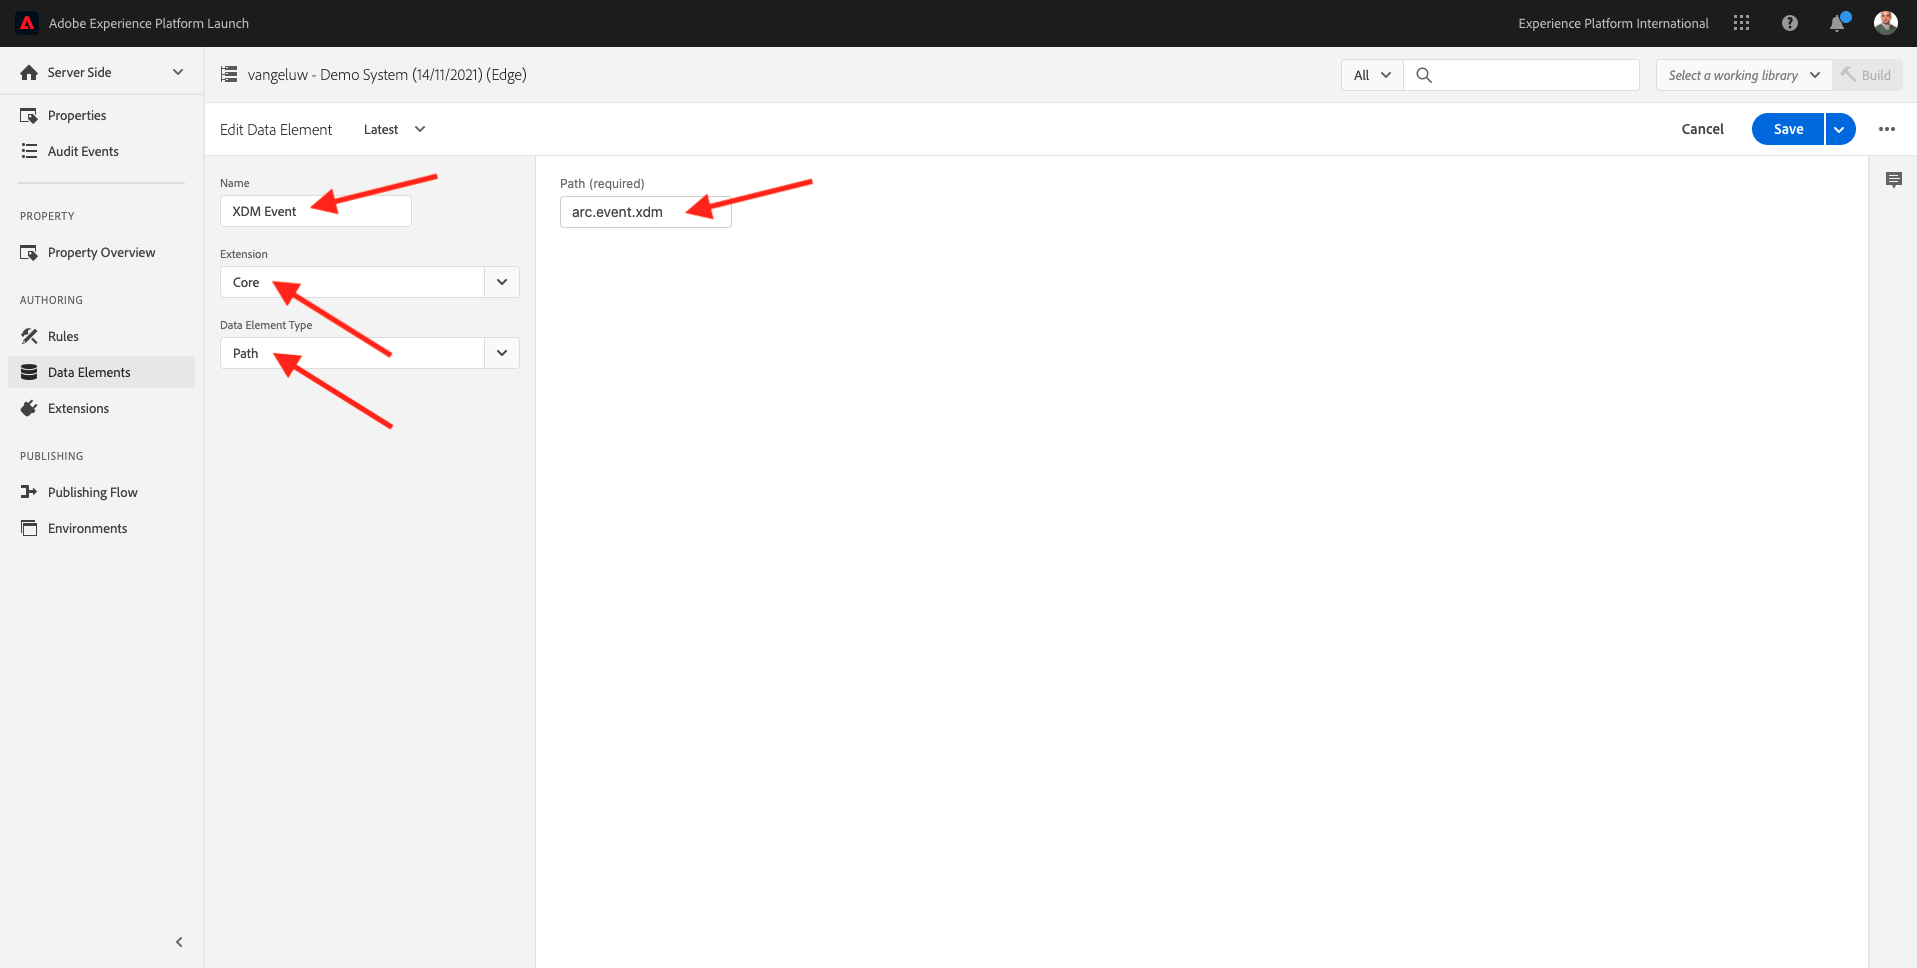 Adobe Experience Platform Launch
Experience Platform International
Server Side
vangeluw - Demo System (14/11/2021) (Edge)
All
Select a working library
Build
Properties
Audit Events
Edit Data Element
Latest
Cancel
Save
PROPERTY
Property Overview
AUTHORING
Rules
Data Elements
Extensions
PUBLISHING
Publishing Flow
Environments
Name
XDM Event
Extension
Core
Data Element Type
Path
Path (required)
arc.event.xdm